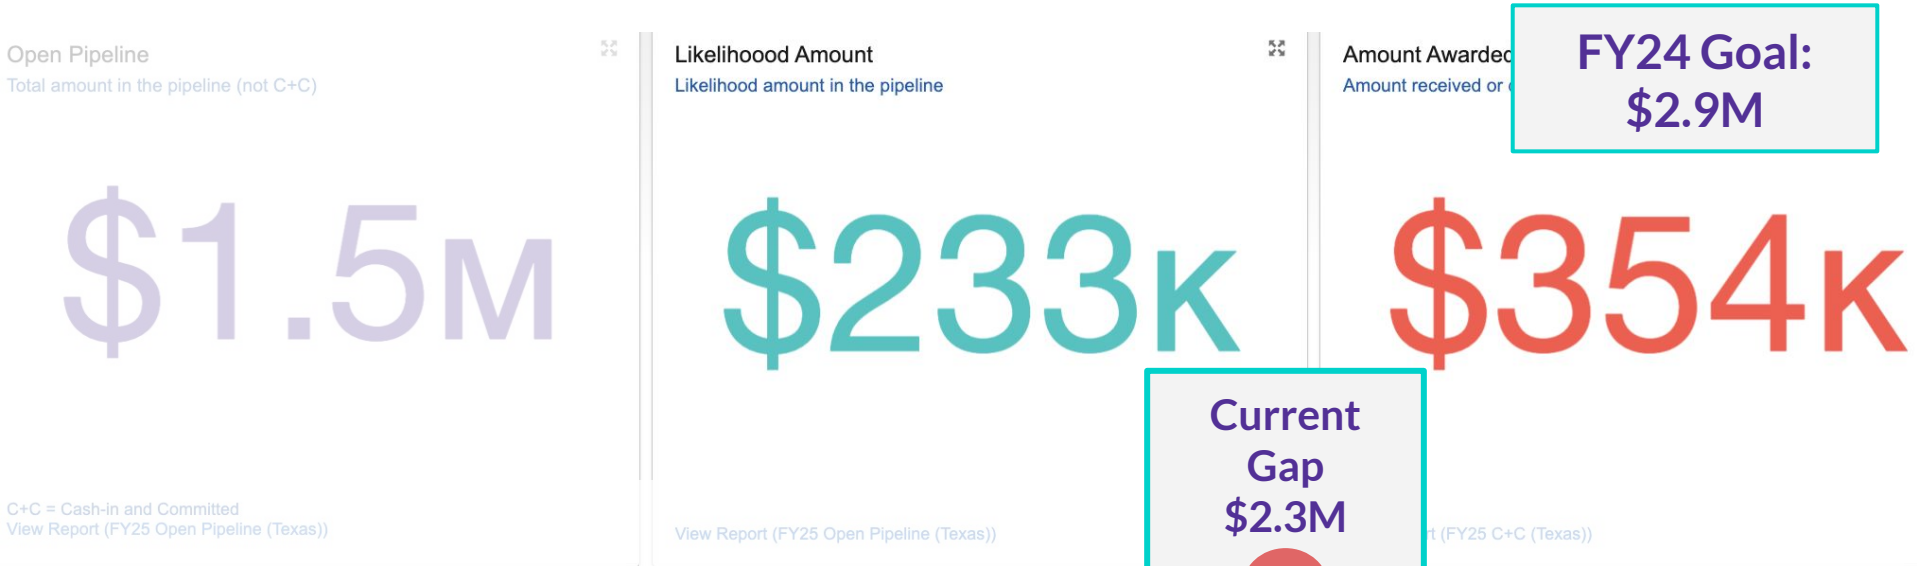 Open Pipeline
Total amount in the pipeline (not C+C)
$1.5M
C+C = Cash-in and Committed
View Report (FY25 Open Pipeline (Texas))
Likelihoood Amount
Likelihood amount in the pipeline
$233K
View Report (FY25 Open Pipeline (Texas))
Amount Awarded
Amount received or
FY24 Goal:
$2.9M
$354K
Current
Gap
$2.3M
(FY25 C+C (Texas))